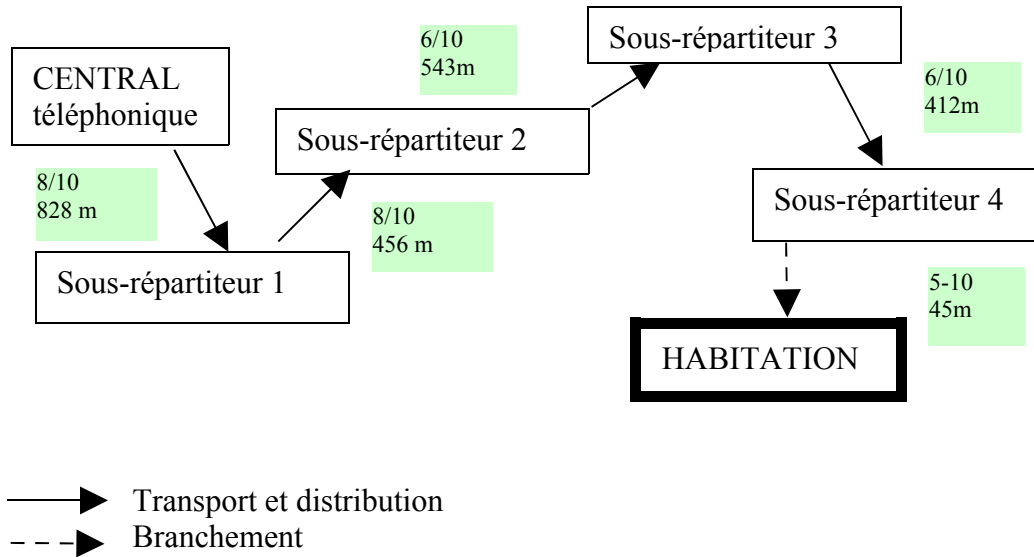 CENTRAL
téléphonique
8/10
828 m
Sous-répartiteur 1
8/10
456 m
Sous-répartiteur 2
6/10
543m
Sous-répartiteur 3
6/10
412m
Sous-répartiteur 4
5-10
45m
HABITATION
Transport et distribution
Branchement